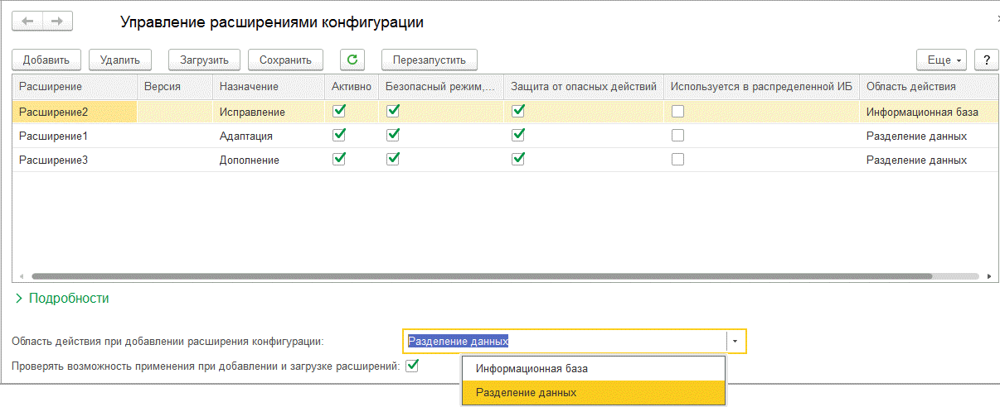 Управление расширениями конфигурации
Добавить Удалить Загрузить Сохранить Перезапустить Еще ?
Расширение Версия Назначение Активно Безопасный режим,... Защита от опасных действий Используется в распределенной ИБ Область действия
Расширение2 Исправление Информационная база
Расширение1 Адаптация Разделение данных
Расширение3 Дополнение Разделение данных
Подробности
Область действия при добавлении расширения конфигурации: Разделение данных
Проверять возможность применения при добавлении и загрузке расширений:
Информационная база
Разделение данных